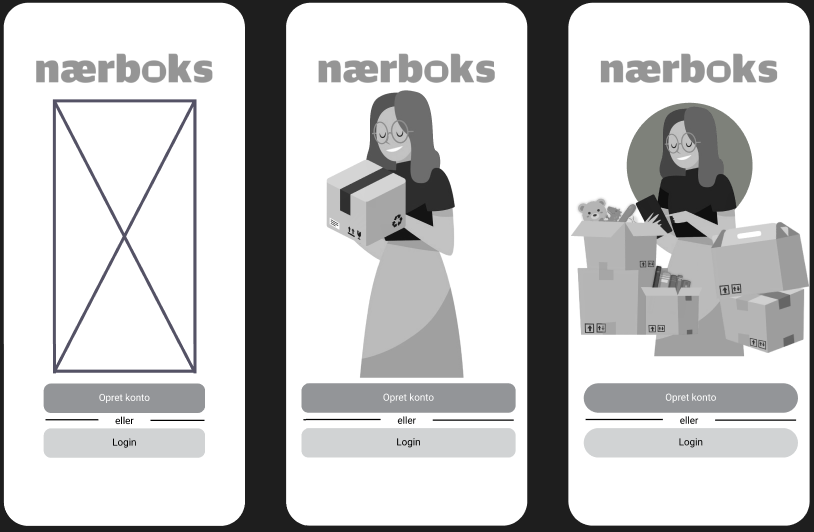 nærboks
Opret konto
eller
Login
nærboks
Opret konto
eller
Login
nærboks
Opret konto
eller
Login